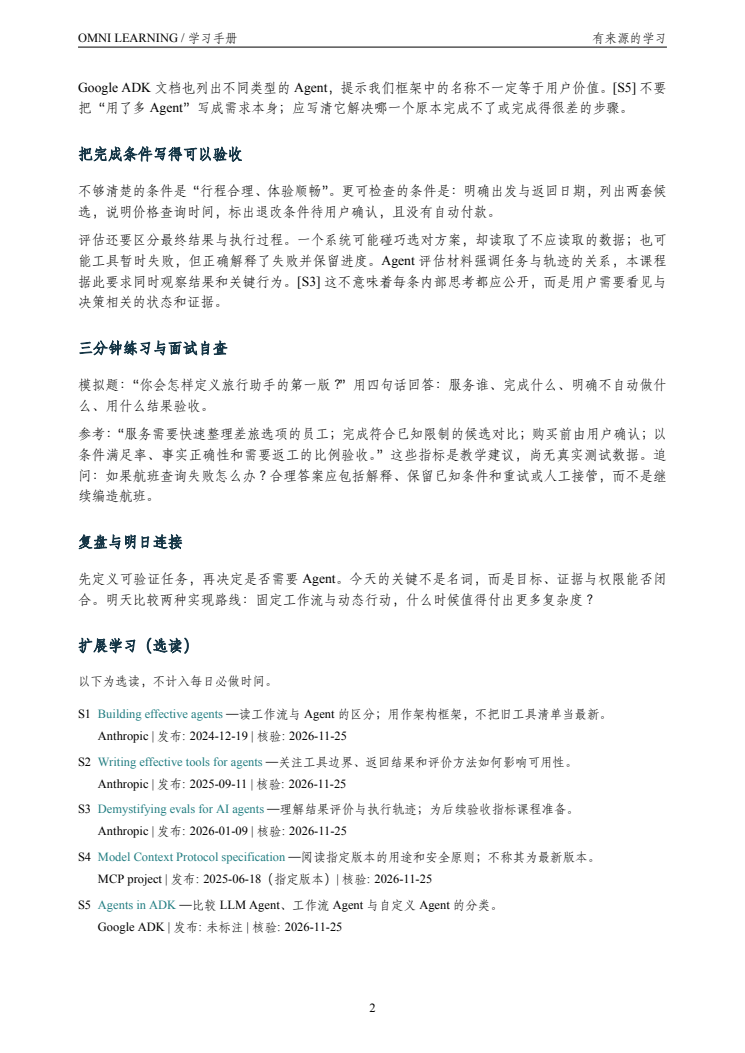 OMNI LEARNING / 学习手册
有来源的学习
Google ADK 文档也列出不同类型的 Agent，提示我们框架中的名称不一定等于用户价值。[S5] 不要
把“用了多 Agent”写成需求本身；应写清它解决哪一个原本完成不了或完成得很差的步骤。
把完成条件写得可以验收
不够清楚的条件是“行程合理、体验顺畅”。更可检查的条件是：明确出发与返回日期，列出两套候
选，说明价格查询时间，标出退改条件待用户确认，且没有自动付款。
评估还要区分最终结果与执行过程。一个系统可能碰巧选对方案，却读取了不应读取的数据；也可
能工具暂时失败，但正确解释了失败并保留进度。Agent 评估材料强调任务与轨迹的关系，本课程
据此要求同时观察结果和关键行为。[S3] 这不意味着每条内部思考都应公开，而是用户需要看见与
决策相关的状态和证据。
三分钟练习与面试自查
模拟题：“你会怎样定义旅行助手的第一版？”用四句话回答：服务谁、完成什么、明确不自动做什
么、用什么结果验收。
参考：“服务需要快速整理差旅选项的员工；完成符合已知限制的候选对比；购买前由用户确认；以
条件满足率、事实正确性和需要返工的比例验收。”这些指标是教学建议，尚无真实测试数据。追
问：如果航班查询失败怎么办？合理答案应包括解释、保留已知条件和重试或人工接管，而不是继
续编造航班。
复盘与明日连接
先定义可验证任务，再决定是否需要 Agent。今天的关键不是名词，而是目标、证据与权限能否闭
合。明天比较两种实现路线：固定工作流与动态行动，什么时候值得付出更多复杂度？
扩展学习（选读）
以下为选读，不计入每日必做时间。
S1 Building effective agents —读工作流与 Agent 的区分；用作架构框架，不把旧工具清单当最新。
Anthropic | 发布: 2024-12-19 | 核验: 2026-11-25
S2 Writing effective tools for agents —关注工具边界、返回结果和评价方法如何影响可用性。
Anthropic | 发布: 2025-09-11 | 核验: 2026-11-25
S3 Demystifying evals for AI agents —理解结果评价与执行轨迹；为后续验收指标课程准备。
Anthropic | 发布: 2026-01-09 | 核验: 2026-11-25
S4 Model Context Protocol specification —阅读指定版本的用途和安全原则；不称其为最新版本。
MCP project | 发布: 2025-06-18（指定版本）| 核验: 2026-11-25
S5 Agents in ADK —比较 LLM Agent、工作流 Agent 与自定义 Agent 的分类。
Google ADK | 发布: 未标注 | 核验: 2026-11-25
2